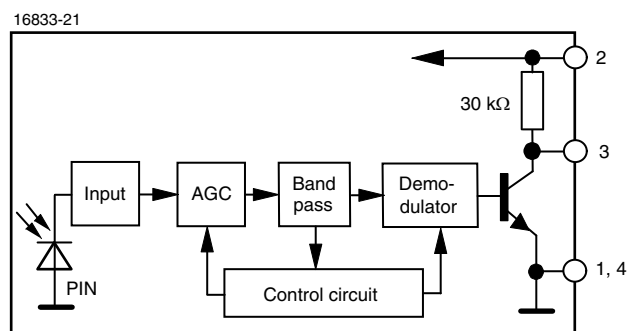 16833-21
2
30 kΩ
3
Input
AGC
Band
pass
Demo-
dulator
1, 4
Control circuit
PIN